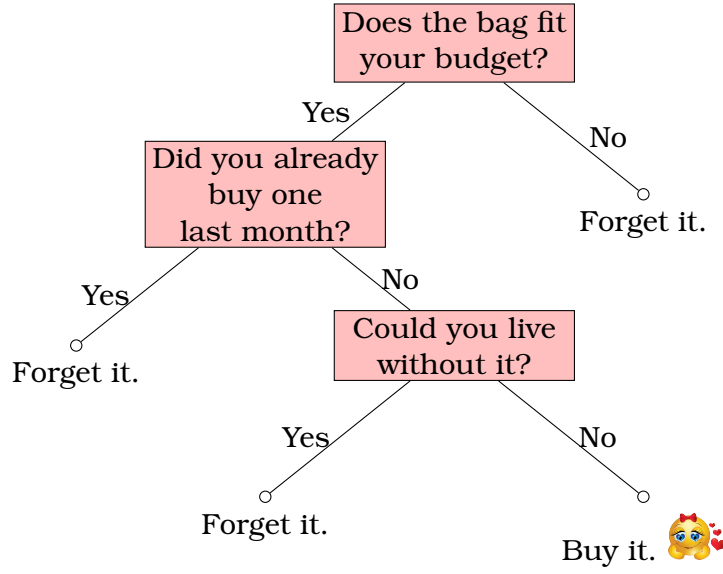 Does the bag fit
your budget?
Yes
No
Did you already
buy one
last month?
Forget it.
Yes
No
Forget it.
Could you live
without it?
Yes
No
Forget it.
Buy it.